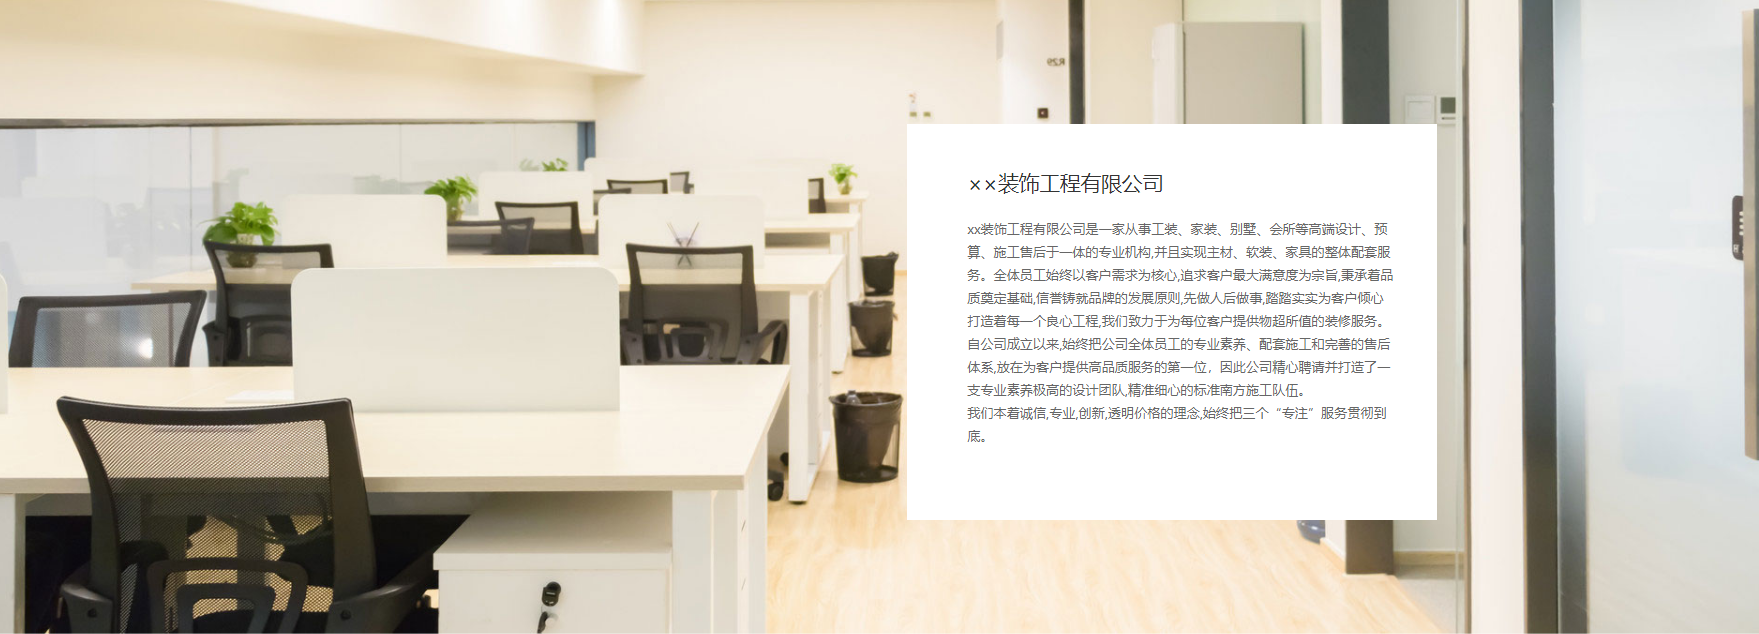 R29
××装饰工程有限公司
xx装饰工程有限公司是一家从事工装、家装、别墅、会所等高端设计、预
算、施工售后于一体的专业机构,并且实现主材、软装、家具的整体配套服
务。全体员工始终以客户需求为核心,追求客户最大满意度为宗旨,秉承着品
质奠定基础,信誉铸就品牌的发展原则,先做人后做事,踏踏实实为客户倾心
打造着每一个良心工程,我们致力于为每位客户提供物超所值的装修服务。
自公司成立以来,始终把公司全体员工的专业素养、配套施工和完善的售后
体系,放在为客户提供高品质服务的第一位，因此公司精心聘请并打造了一
支专业素养极高的设计团队,精准细心的标准南方施工队伍。
我们本着诚信,专业,创新,透明价格的理念,始终把三个“专注”服务贯彻到
底。